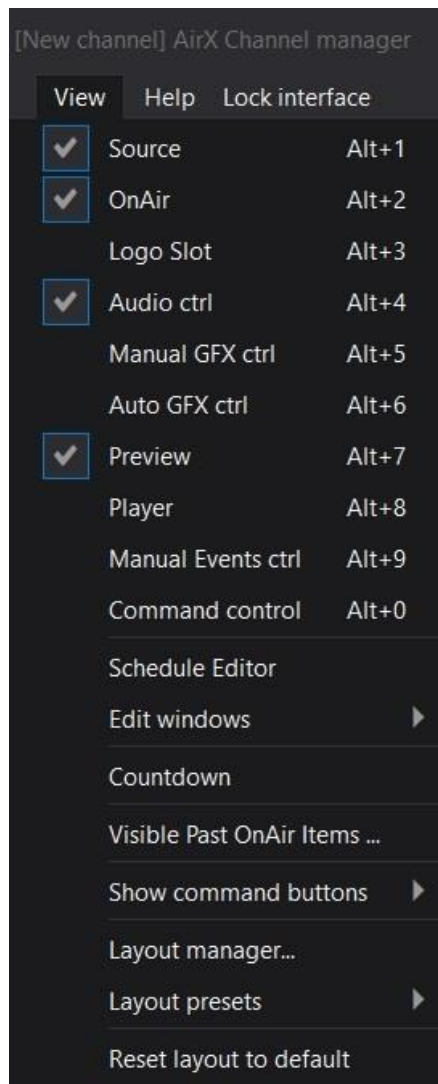 [New channel] AirX Channel manager
View Help Lock interface
Source Alt+1
OnAir Alt+2
Logo Slot Alt+3
Audio ctrl Alt+4
Manual GFX ctrl Alt+5
Auto GFX ctrl Alt+6
Preview Alt+7
Player Alt+8
Manual Events ctrl Alt+9
Command control Alt+0
Schedule Editor
Edit windows
Countdown
Visible Past OnAir Items ...
Show command buttons
Layout manager...
Layout presets
Reset layout to default